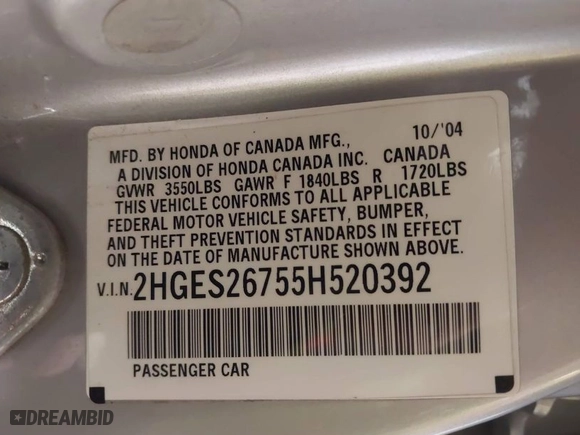 MFD. BY HONDA OF CANADA MFG., 10/'04
A DIVISION OF HONDA CANADA INC. CANADA
GVWR 3550LBS GAWR F 1840LBS R 1720LBS
THIS VEHICLE CONFORMS TO ALL APPLICABLE
FEDERAL MOTOR VEHICLE SAFETY, BUMPER,
AND THEFT PREVENTION STANDARDS IN EFFECT
ON THE DATE OF MANUFACTURE SHOWN ABOVE.
V.I.N. 2HGES26755H520392
PASSENGER CAR
DREAMBID